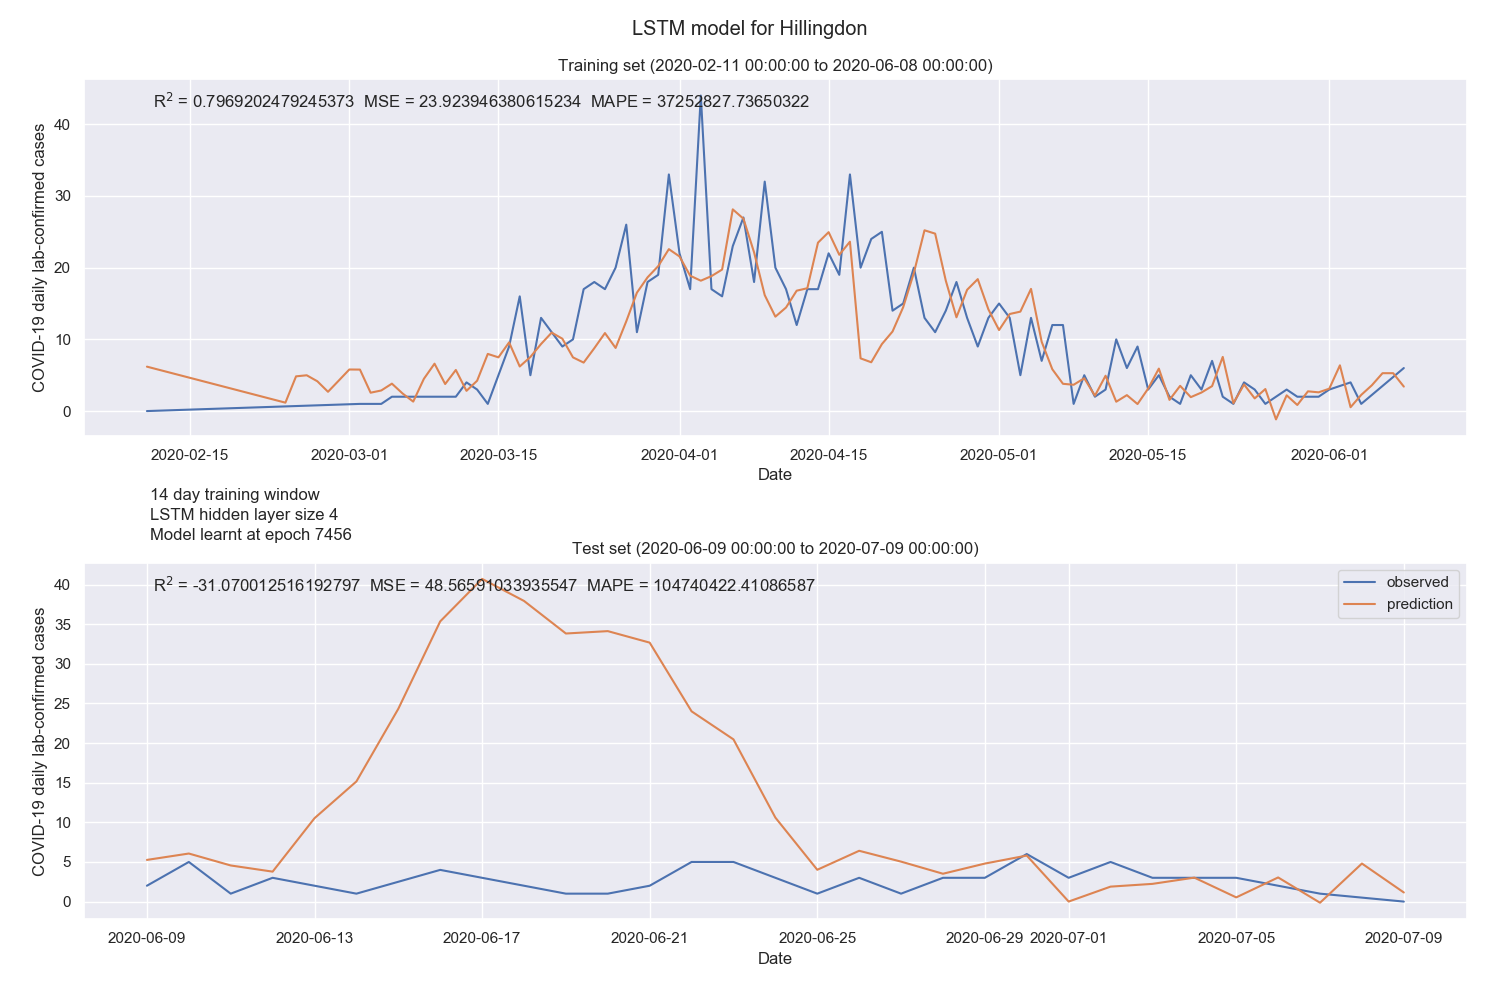 LSTM model for Hillingdon
Training set (2020-02-11 00:00:00 to 2020-06-08 00:00:00)
R² = 0.7969202479245373 MSE = 23.923946380615234 MAPE = 37252827.73650322
COVID-19 daily lab-confirmed cases
40
30
20
10
0
2020-02-15 2020-03-01 2020-03-15 2020-04-01 2020-04-15 2020-05-01 2020-05-15 2020-06-01
Date
14 day training window
LSTM hidden layer size 4
Model learnt at epoch 7456
Test set (2020-06-09 00:00:00 to 2020-07-09 00:00:00)
R² = -31.070012516192797 MSE = 48.56591033935547 MAPE = 104740422.41086587
observed
prediction
COVID-19 daily lab-confirmed cases
40
35
30
25
20
15
10
5
0
2020-06-09 2020-06-13 2020-06-17 2020-06-21 2020-06-25 2020-06-29 2020-07-01 2020-07-05 2020-07-09
Date